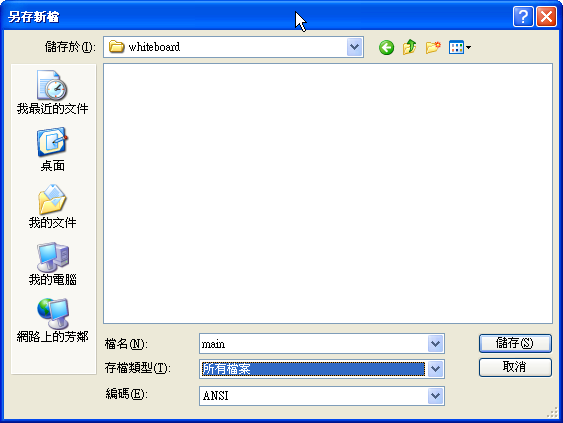 另存新檔
儲存於(I):
whiteboard
我最近的文件
桌面
我的文件
我的電腦
網路上的芳鄰
檔名(N):
main
儲存(S)
存檔類型(T):
所有檔案
取消
編碼(E):
ANSI